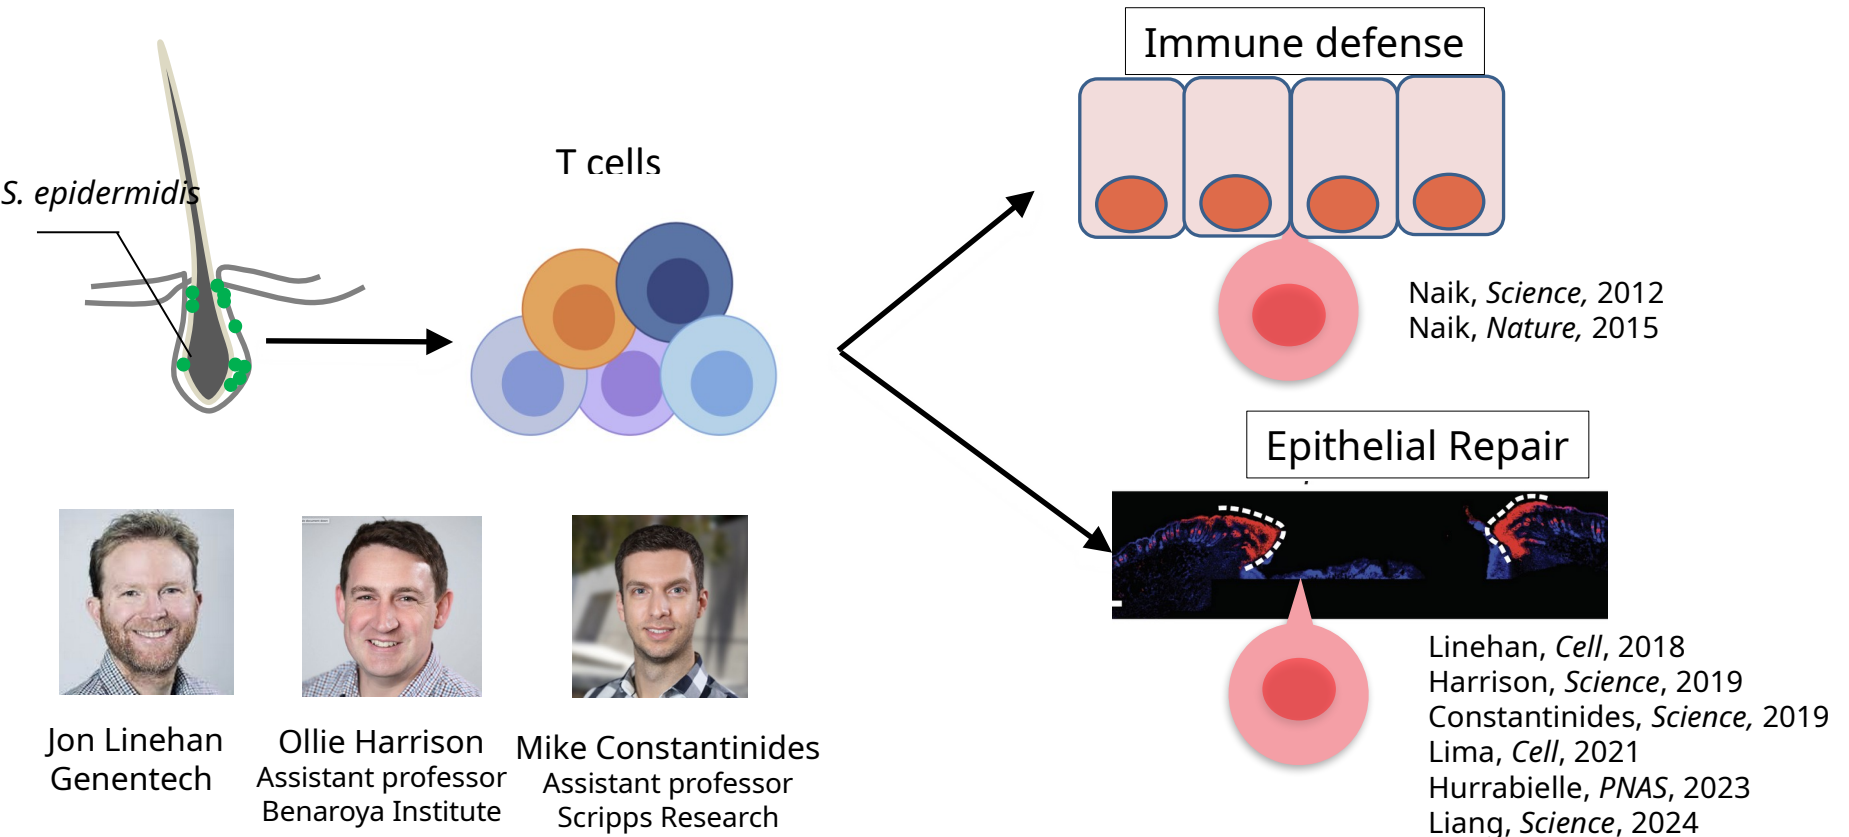 Immune defense
T cells
S. epidermidis
Naik, Science, 2012
Naik, Nature, 2015
Epithelial Repair
Linehan, Cell, 2018
Harrison, Science, 2019
Constantinides, Science, 2019
Lima, Cell, 2021
Hurrabielle, PNAS, 2023
Liang, Science, 2024
Jon Linehan
Genentech
Ollie Harrison
Assistant professor
Benaroya Institute
Mike Constantinides
Assistant professor
Scripps Research